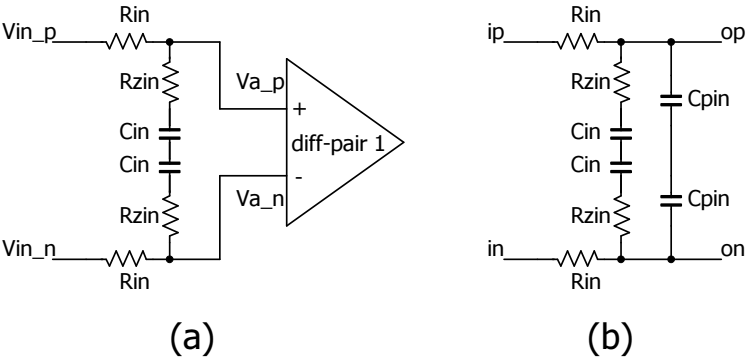 Rin
Vin_p
Rzin
Va_p
+
Cin
diff-pair 1
Cin
-
Rzin
Va_n
Vin_n
Rin
(a)
Rin
ip
op
Rzin
Cpin
Cin
Cin
Rzin
Cpin
in
on
Rin
(b)